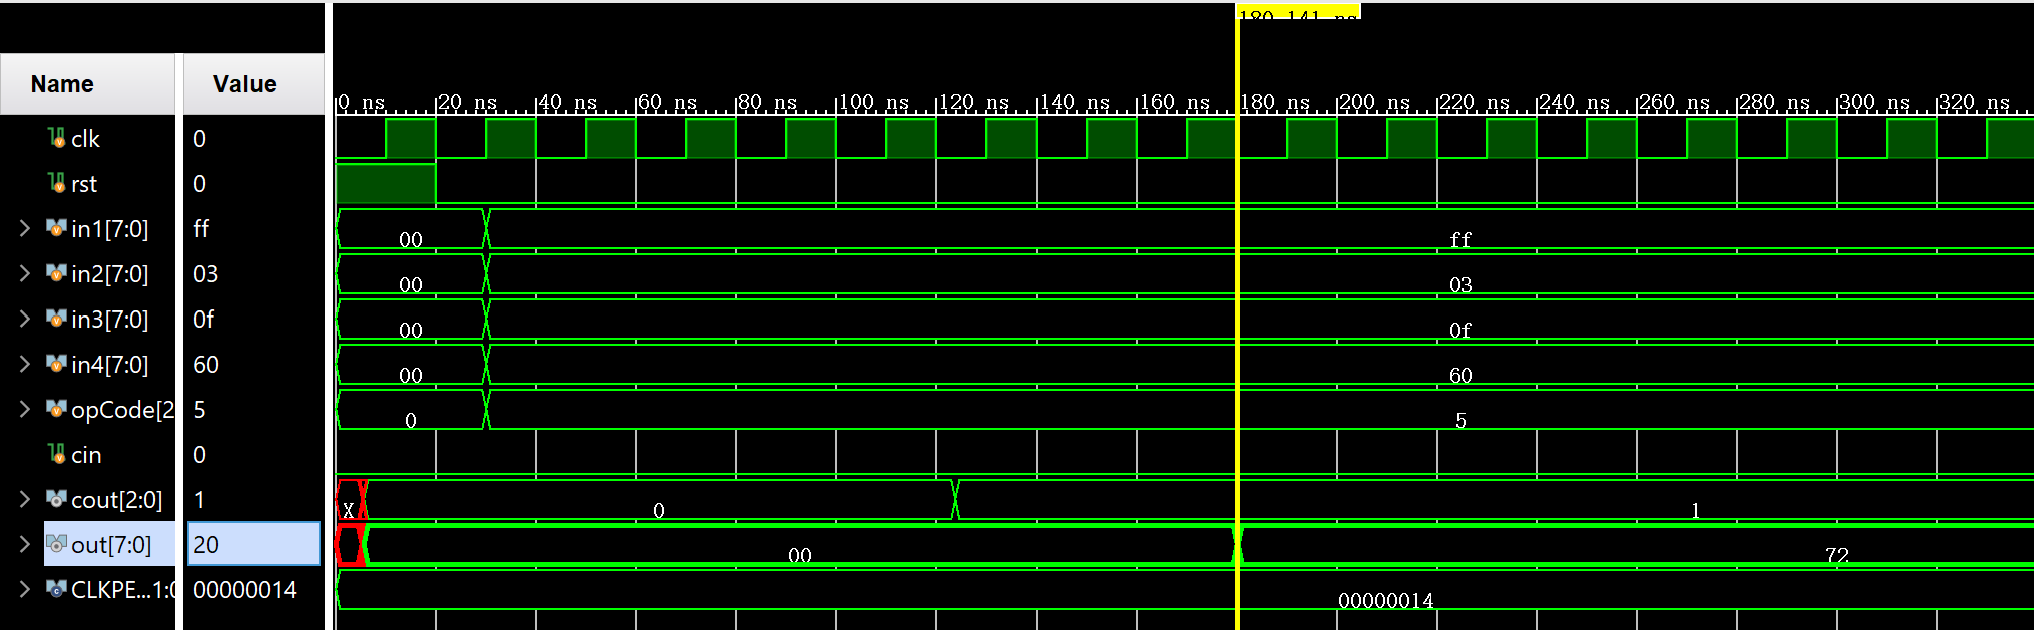 180.141 ns
Name Value
0 ns 20 ns 40 ns 60 ns 80 ns 100 ns 120 ns 140 ns 160 ns 180 ns 200 ns 220 ns 240 ns 260 ns 280 ns 300 ns 320 ns
clk 0
rst 0
in1[7:0] ff 00 ff
in2[7:0] 03 00 03
in3[7:0] 0f 00 0f
in4[7:0] 60 00 60
opCode[2 5 0 5
cin 0
cout[2:0] 1 X 0 1
out[7:0] 20 00 72
CLKPE...1:0 00000014 00000014